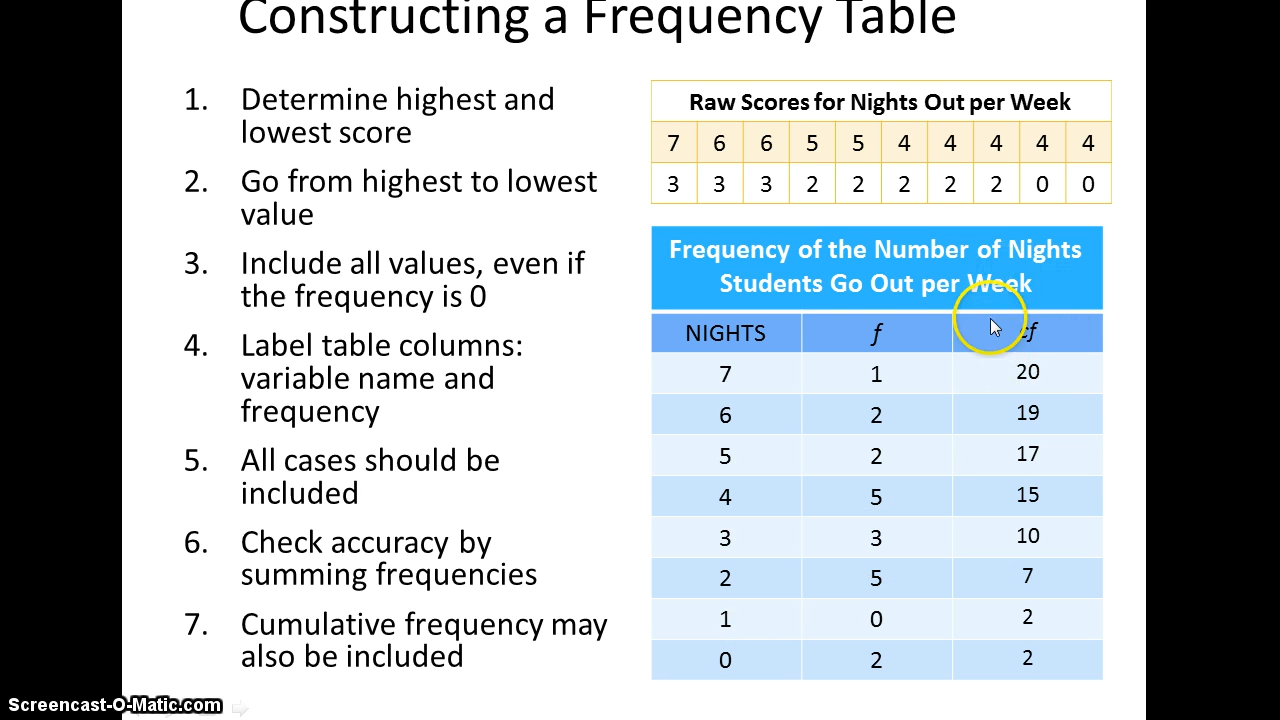 Constructing a Frequency Table
1. Determine highest and
lowest score
2. Go from highest to lowest
value
3. Include all values, even if
the frequency is 0
4. Label table columns:
variable name and
frequency
5. All cases should be
included
6. Check accuracy by
summing frequencies
7. Cumulative frequency may
also be included
Raw Scores for Nights Out per Week
7 6 6 5 5 4 4 4 4 4
3 3 3 2 2 2 2 2 0 0
Frequency of the Number of Nights
Students Go Out per Week
NIGHTS f cf
7 1 20
6 2 19
5 2 17
4 5 15
3 3 10
2 5 7
1 0 2
0 2 2
Screencast-O-Matic.com